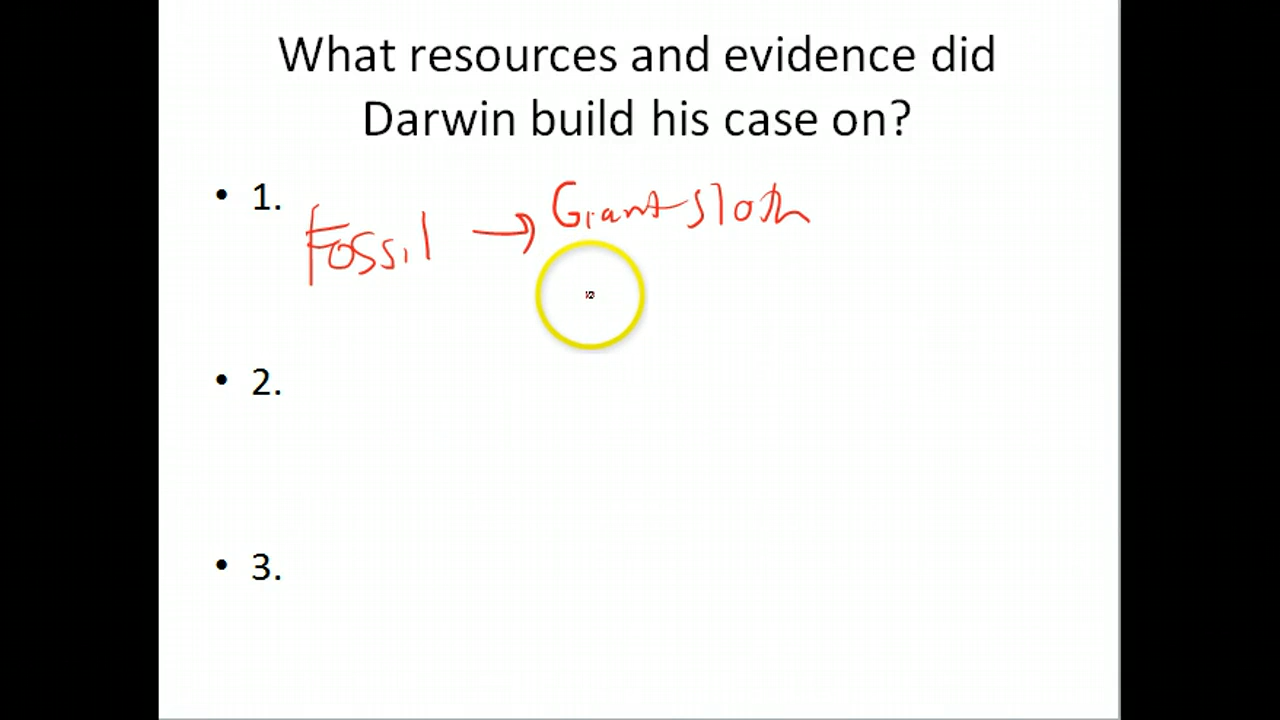 What resources and evidence did
Darwin build his case on?
• 1.
Fossil → Giant sloth
• 2.
• 3.